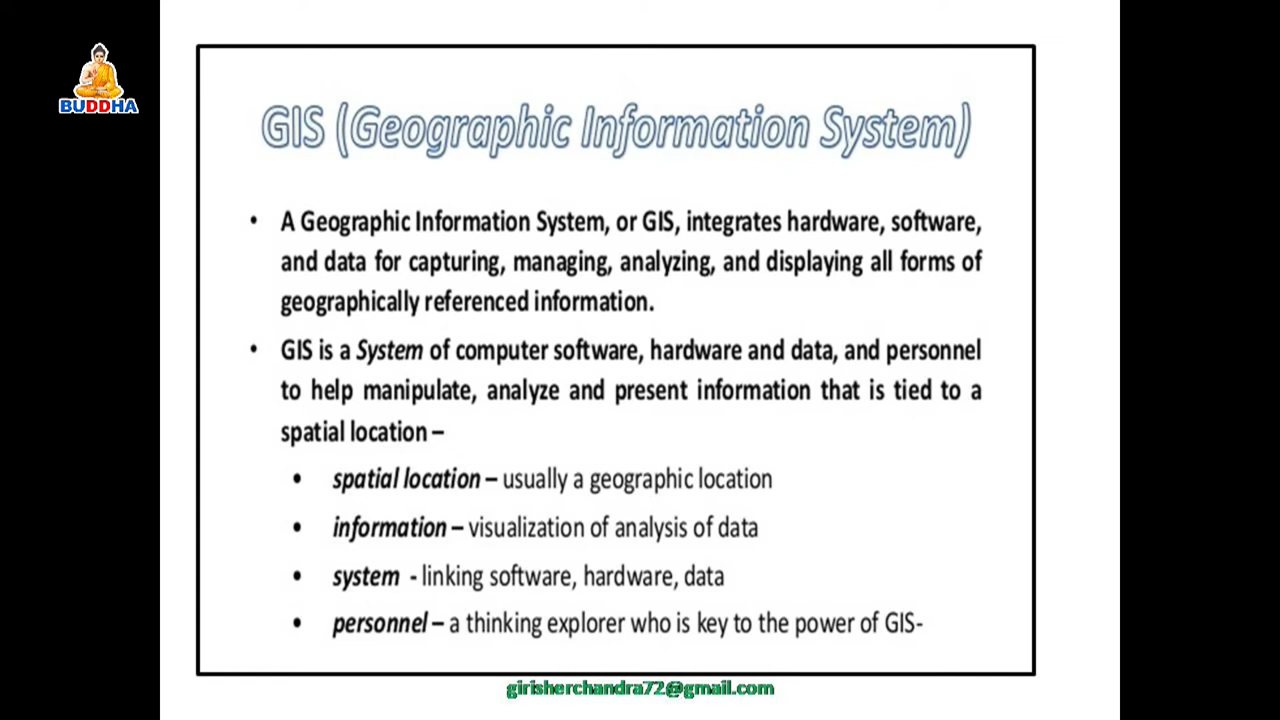 BUDDHA
GIS (Geographic Information System)
• A Geographic Information System, or GIS, integrates hardware, software,
and data for capturing, managing, analyzing, and displaying all forms of
geographically referenced information.
• GIS is a System of computer software, hardware and data, and personnel
to help manipulate, analyze and present information that is tied to a
spatial location –
• spatial location – usually a geographic location
• information – visualization of analysis of data
• system - linking software, hardware, data
• personnel – a thinking explorer who is key to the power of GIS-
girisherchandra72@gmail.com